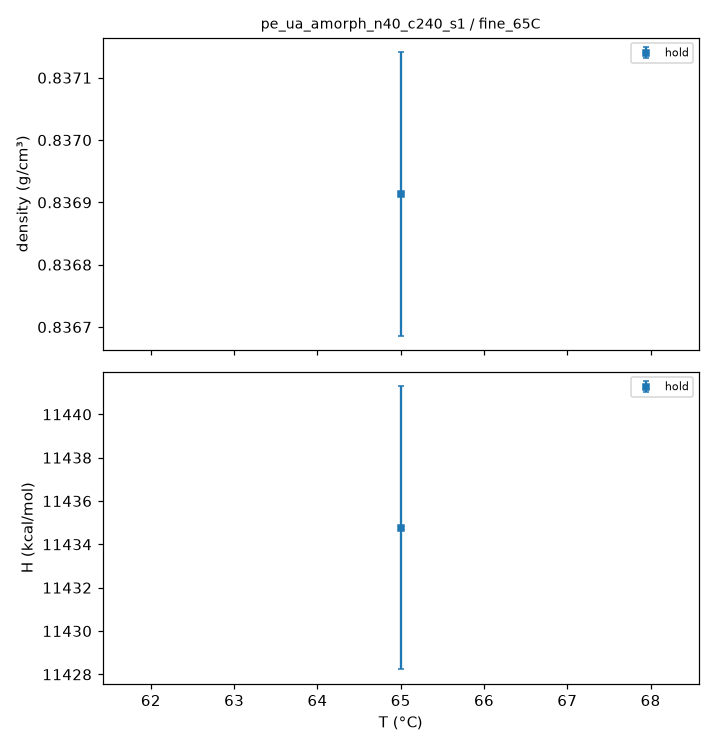 pe_ua_amorph_n40_c240_s1 / fine_65C
hold
0.8371
0.8370
0.8369
0.8368
0.8367
density (g/cm³)
hold
11440
11438
11436
11434
11432
11430
11428
H (kcal/mol)
62 63 64 65 66 67 68
T (°C)